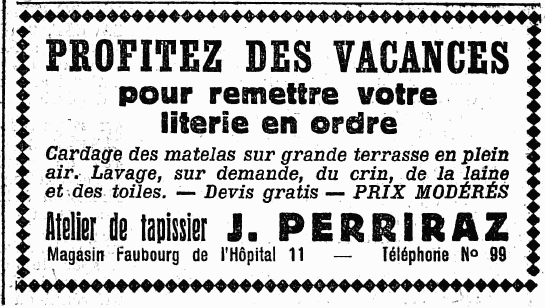 PROFITEZ DES VACANCES
pour remettre votre
literie en ordre
Cardage des matelas sur grande terrasse en plein
air. Lavage, sur demande, du crin, de la laine
et des toiles. — Devis gratis — PRIX MODÉRÉS
Atelier de tapissier J. PERRIRAZ
Magasin Faubourg de l'Hôpital 11 — Téléphone No 99